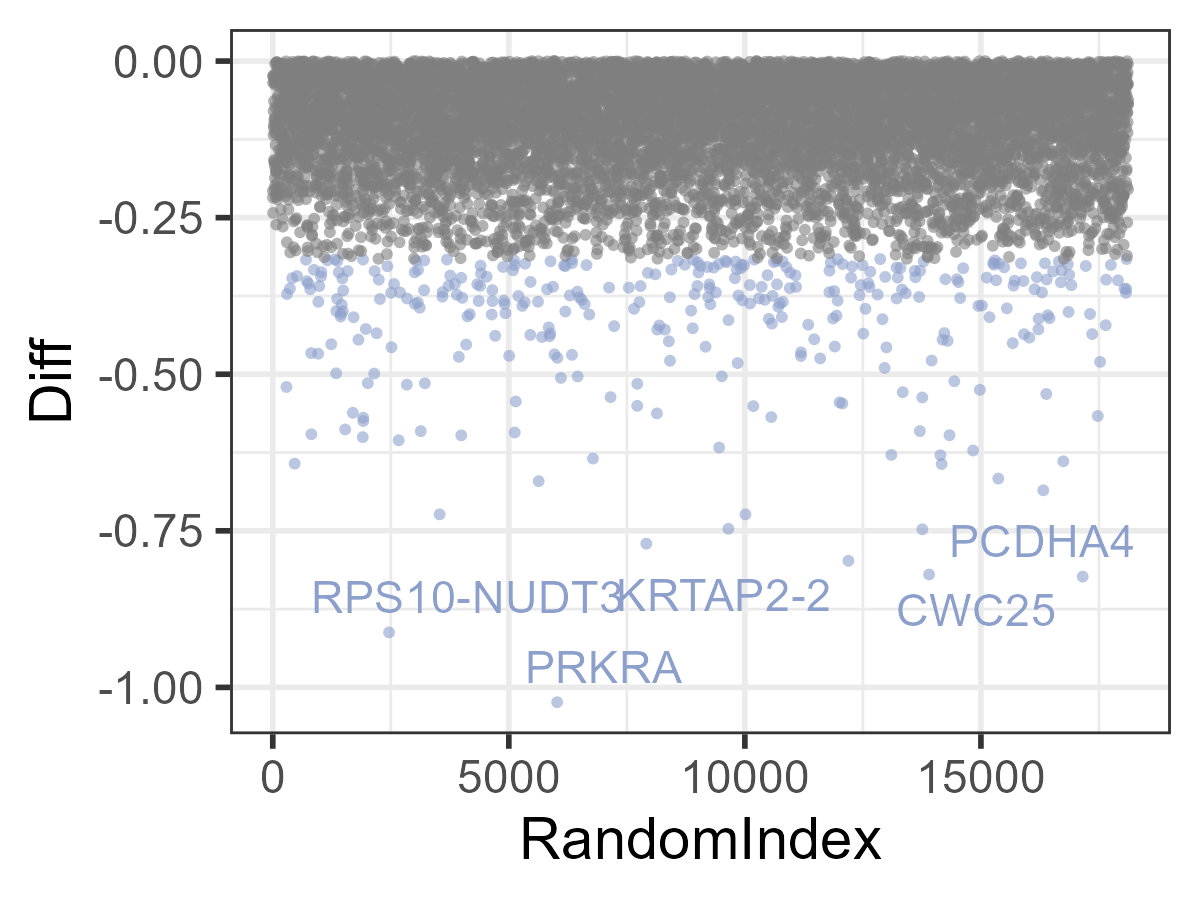 0.00
-0.25
-0.50
-0.75
-1.00
Diff
PCDHA4
RPS10-NUDT3
KRTAP2-2
CWC25
PRKRA
0
5000
10000
15000
RandomIndex